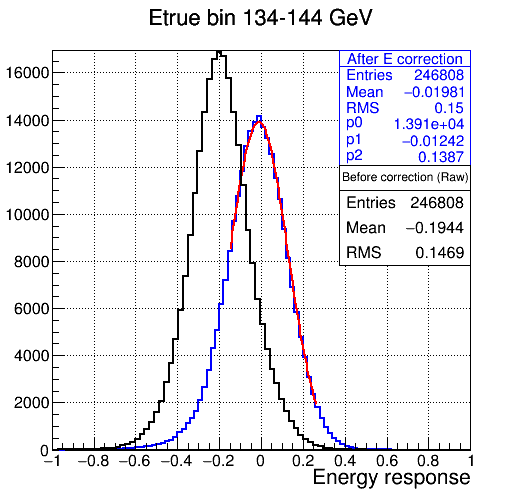 Etrue bin 134-144 GeV
After E correction
Entries 246808
Mean −0.01981
RMS 0.15
p0 1.391e+04
p1 −0.01242
p2 0.1387
Before correction (Raw)
Entries 246808
Mean −0.1944
RMS 0.1469
16000
14000
12000
10000
8000
6000
4000
2000
0
−1 −0.8 −0.6 −0.4 −0.2 0 0.2 0.4 0.6 0.8 1
Energy response